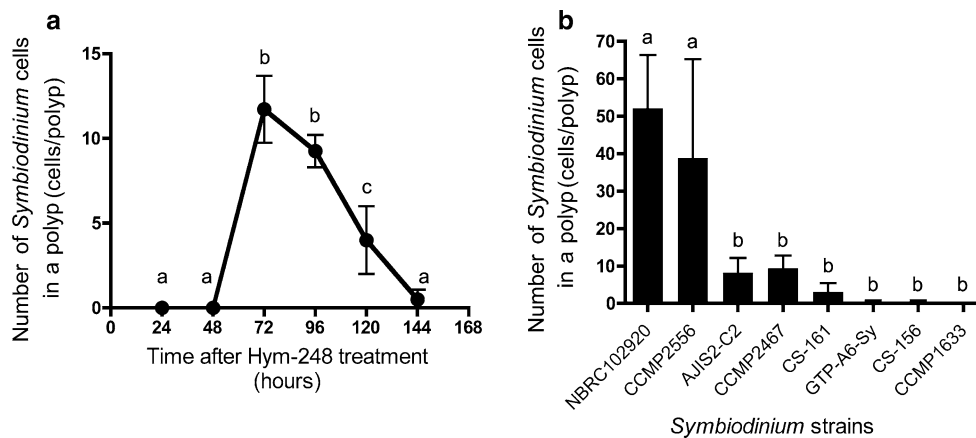 a
Number of Symbiodinium cells
in a polyp (cells/polyp)
15
10
5
0
a
a
b
b
c
a
0
24
48
72
96
120
144
168
Time after Hym-248 treatment
(hours)
b
Number of Symbiodinium cells
in a polyp (cells/polyp)
70
60
50
40
30
20
10
0
a
a
b
b
b
b
b
b
NBRC102920
CCMP2556
AJIS2-C2
CCMP2467
CS-161
GTP-A6-Sy
CS-156
CCMP1633
Symbiodinium strains